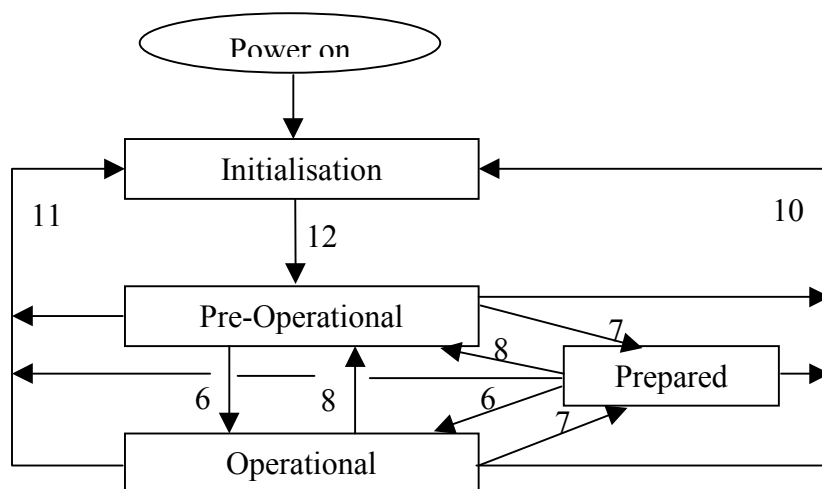 Power on
Initialisation
11
10
12
Pre-Operational
7
8
Prepared
6
8
6
7
Operational